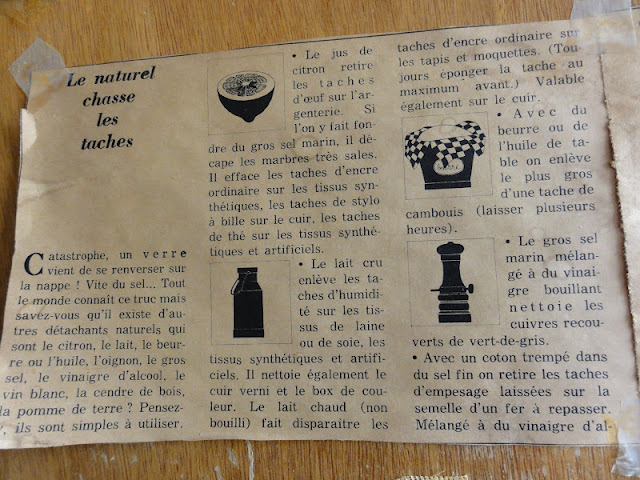 Le naturel
chasse
les
taches
Catastrophe, un verre
vient de se renverser sur
la nappe ! Vite du sel... Tout
le monde connaît ce truc mais
savez-vous qu'il existe d'au-
tres détachants naturels qui
sont le citron, le lait, le beur-
re ou l'huile, l'oignon, le gros
sel, le vinaigre d'alcool, le
vin blanc, la cendre de bois,
la pomme de terre ? Pensez-
, ils sont simples à utiliser.
• Le jus de
citron retire
les taches
d'œuf sur l'ar-
genterie. Si
l'on y fait fon-
dre du gros sel marin, il dé-
cape les marbres très sales.
Il efface les taches d'encre
ordinaire sur les tissus syn-
thétiques, les taches de stylo
à bille sur le cuir, les taches
de thé sur les tissus synthé-
tiques et artificiels.
• Le lait cru
enlève les ta-
ches d'humidi-
té sur les tis-
sus de laine
ou de soie, les
tissus synthétiques et artifi-
ciels. Il nettoie également le
cuir verni et le box de cou-
leur. Le lait chaud (non
bouilli) fait disparaître les
taches d'encre ordinaire sur
les tapis et moquettes. (Tou-
jours éponger la tache au
maximum avant.) Valable
également sur le cuir.
• Avec du
beurre ou de
l'huile de ta-
ble on enlève
le plus gros
d'une tache de
cambouis (laisser plusieurs
heures).
• Le gros sel
marin mélan-
gé à du vinai-
gre bouillant
nettoie les
cuivres recou-
verts de vert-de-gris.
• Avec un coton trempé dans
du sel fin on retire les taches
d'empesage laissées sur la
semelle d'un fer à repasser.
Mélangé à du vinaigre d'al-